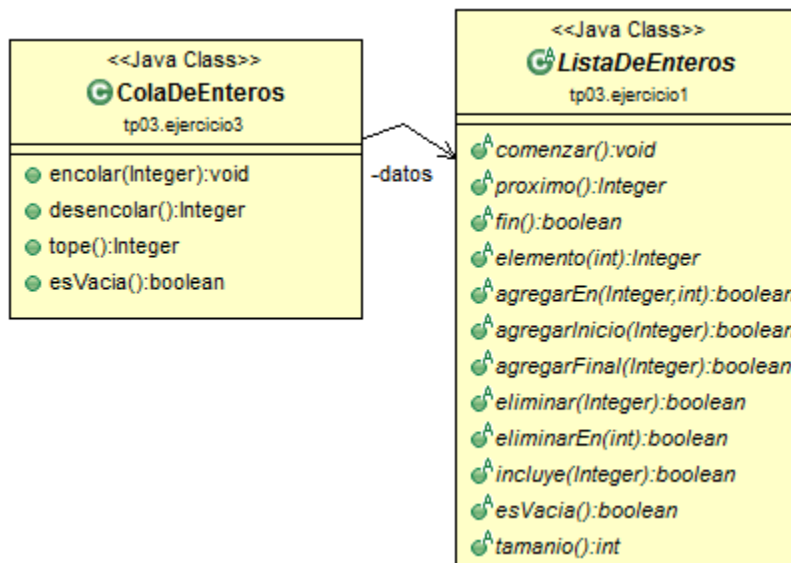 <<Java Class>>
ColaDeEnteros
tp03.ejercicio3
encolar(Integer):void
desencolar():Integer
tope():Integer
esVacia():boolean
-datos
<<Java Class>>
ListaDeEnteros
tp03.ejercicio1
comenzar():void
proximo():Integer
fin():boolean
elemento(int):Integer
agregarEn(Integer,int):boolean
agregarInicio(Integer):boolean
agregarFinal(Integer):boolean
eliminar(Integer):boolean
eliminarEn(int):boolean
incluye(Integer):boolean
esVacia():boolean
tamanio():int